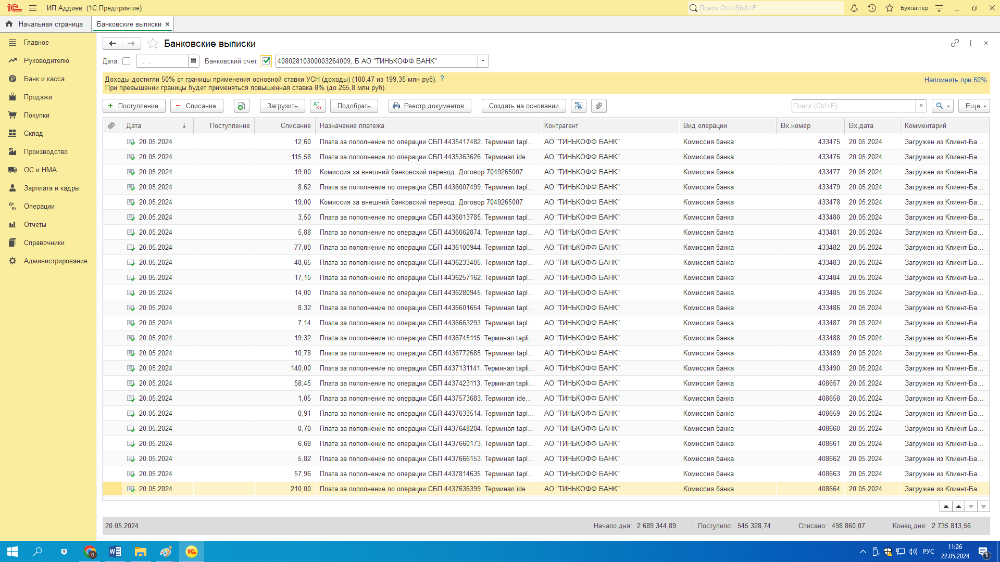 ИП Аддиев (1С:Предприятие)
Поиск Ctrl+Shift+F
Бухгалтер
Начальная страница
Банковские выписки
Главное
Руководителю
Банк и касса
Продажи
Покупки
Склад
Производство
ОС и НМА
Зарплата и кадры
Операции
Отчеты
Справочники
Администрирование
Банковские выписки
Дата: . . Банковский счет: 40802810300003264009, Б АО "ТИНЬКОФФ БАНК"
Доходы достигли 50% от границы применения основной ставки УСН (доходы) (100,47 из 199,35 млн руб). ? Напомнить при 60%
При превышении границы будет применяться повышенная ставка 8% (до 265,8 млн руб).
Поступление Списание Загрузить Дт Кт Подобрать Реестр документов Создать на основании Поиск (Ctrl+F) × Еще
Дата ↓ Поступление Списание Назначение платежа Контрагент Вид операции Вх.номер Вх.дата Комментарий
20.05.2024 12,60 Плата за пополнение по операции СБП 4435417482. Терминал tapl... АО "ТИНЬКОФФ БАНК" Комиссия банка 433475 20.05.2024 Загружен из Клиент-Ба...
20.05.2024 115,58 Плата за пополнение по операции СБП 4435363626. Терминал ide... АО "ТИНЬКОФФ БАНК" Комиссия банка 433476 20.05.2024 Загружен из Клиент-Ба...
20.05.2024 19,00 Комиссия за внешний банковский перевод. Договор 7049265007 АО "ТИНЬКОФФ БАНК" Комиссия банка 433477 20.05.2024 Загружен из Клиент-Ба...
20.05.2024 8,62 Плата за пополнение по операции СБП 4436007499. Терминал tapl... АО "ТИНЬКОФФ БАНК" Комиссия банка 433479 20.05.2024 Загружен из Клиент-Ба...
20.05.2024 19,00 Комиссия за внешний банковский перевод. Договор 7049265007 АО "ТИНЬКОФФ БАНК" Комиссия банка 433478 20.05.2024 Загружен из Клиент-Ба...
20.05.2024 3,50 Плата за пополнение по операции СБП 4436013785. Терминал tapl... АО "ТИНЬКОФФ БАНК" Комиссия банка 433480 20.05.2024 Загружен из Клиент-Ба...
20.05.2024 5,88 Плата за пополнение по операции СБП 4436062874. Терминал tapl... АО "ТИНЬКОФФ БАНК" Комиссия банка 433481 20.05.2024 Загружен из Клиент-Ба...
20.05.2024 77,00 Плата за пополнение по операции СБП 4436100944. Терминал tapl... АО "ТИНЬКОФФ БАНК" Комиссия банка 433482 20.05.2024 Загружен из Клиент-Ба...
20.05.2024 48,65 Плата за пополнение по операции СБП 4436233405. Терминал tapl... АО "ТИНЬКОФФ БАНК" Комиссия банка 433483 20.05.2024 Загружен из Клиент-Ба...
20.05.2024 17,15 Плата за пополнение по операции СБП 4436257162. Терминал tapl... АО "ТИНЬКОФФ БАНК" Комиссия банка 433484 20.05.2024 Загружен из Клиент-Ба...
20.05.2024 14,00 Плата за пополнение по операции СБП 4436280945. Терминал tapl... АО "ТИНЬКОФФ БАНК" Комиссия банка 433485 20.05.2024 Загружен из Клиент-Ба...
20.05.2024 8,32 Плата за пополнение по операции СБП 4436601654. Терминал tapl... АО "ТИНЬКОФФ БАНК" Комиссия банка 433486 20.05.2024 Загружен из Клиент-Ба...
20.05.2024 7,14 Плата за пополнение по операции СБП 4436663293. Терминал tapl... АО "ТИНЬКОФФ БАНК" Комиссия банка 433487 20.05.2024 Загружен из Клиент-Ба...
20.05.2024 19,32 Плата за пополнение по операции СБП 4436745115. Терминал tapli... АО "ТИНЬКОФФ БАНК" Комиссия банка 433488 20.05.2024 Загружен из Клиент-Ба...
20.05.2024 10,78 Плата за пополнение по операции СБП 4436772685. Терминал tapl... АО "ТИНЬКОФФ БАНК" Комиссия банка 433489 20.05.2024 Загружен из Клиент-Ба...
20.05.2024 140,00 Плата за пополнение по операции СБП 4437131141. Терминал tapli... АО "ТИНЬКОФФ БАНК" Комиссия банка 433490 20.05.2024 Загружен из Клиент-Ба...
20.05.2024 58,45 Плата за пополнение по операции СБП 4437423113. Терминал tapli... АО "ТИНЬКОФФ БАНК" Комиссия банка 408657 20.05.2024 Загружен из Клиент-Ба...
20.05.2024 1,05 Плата за пополнение по операции СБП 4437573683. Терминал ide... АО "ТИНЬКОФФ БАНК" Комиссия банка 408658 20.05.2024 Загружен из Клиент-Ба...
20.05.2024 0,91 Плата за пополнение по операции СБП 4437633514. Терминал tapl... АО "ТИНЬКОФФ БАНК" Комиссия банка 408659 20.05.2024 Загружен из Клиент-Ба...
20.05.2024 0,70 Плата за пополнение по операции СБП 4437648204. Терминал tapl... АО "ТИНЬКОФФ БАНК" Комиссия банка 408660 20.05.2024 Загружен из Клиент-Ба...
20.05.2024 6,68 Плата за пополнение по операции СБП 4437660173. Терминал tapl... АО "ТИНЬКОФФ БАНК" Комиссия банка 408661 20.05.2024 Загружен из Клиент-Ба...
20.05.2024 5,82 Плата за пополнение по операции СБП 4437666153. Терминал tapl... АО "ТИНЬКОФФ БАНК" Комиссия банка 408662 20.05.2024 Загружен из Клиент-Ба...
20.05.2024 57,96 Плата за пополнение по операции СБП 4437814635. Терминал tapl... АО "ТИНЬКОФФ БАНК" Комиссия банка 408663 20.05.2024 Загружен из Клиент-Ба...
20.05.2024 210,00 Плата за пополнение по операции СБП 4437636399. Терминал ide... АО "ТИНЬКОФФ БАНК" Комиссия банка 408664 20.05.2024 Загружен из Клиент-Ба...
20.05.2024 Начало дня: 2 689 344,89 Поступило: 545 328,74 Списано: 498 860,07 Конец дня: 2 735 813,56
РУС 11:26
22.05.2024 1